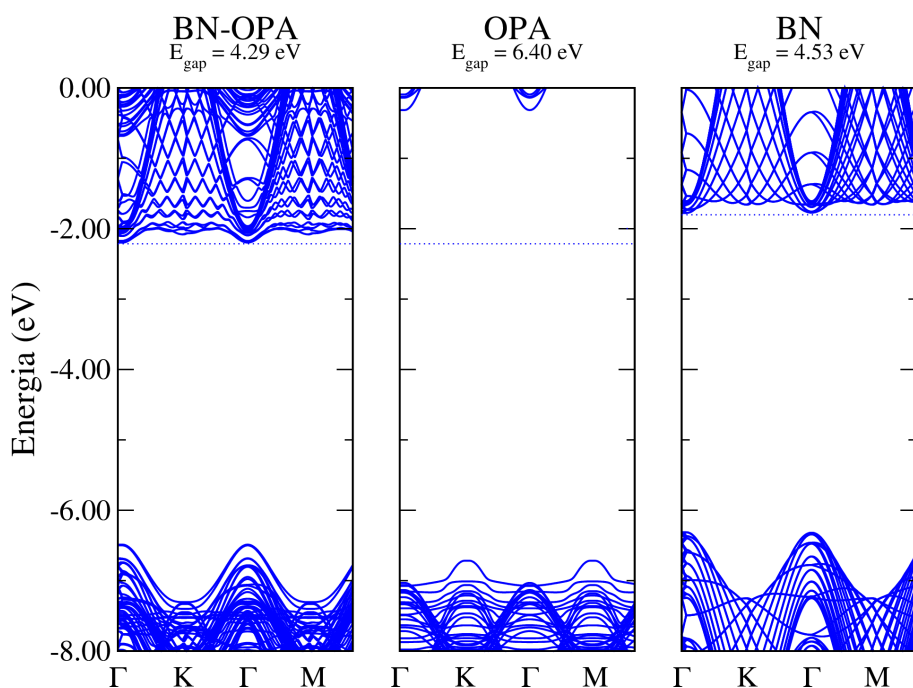 BN-OPA
E_gap = 4.29 eV
OPA
E_gap = 6.40 eV
BN
E_gap = 4.53 eV
Energia (eV)
0.00
-2.00
-4.00
-6.00
-8.00
Γ K Γ M
Γ K Γ M
Γ K Γ M